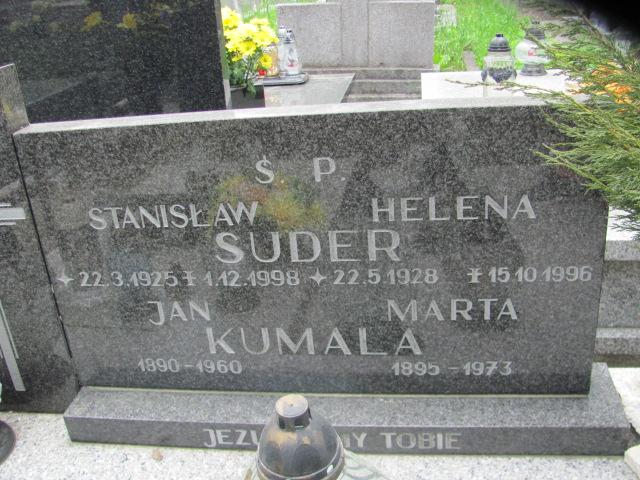 Ś P.
STANISŁAW HELENA
SUDER
22.3.1925 1.12.1998 22.5.1928 15.10.1996
JAN MARTA
KUMALA
1890-1960 1895-1973
TOBIE